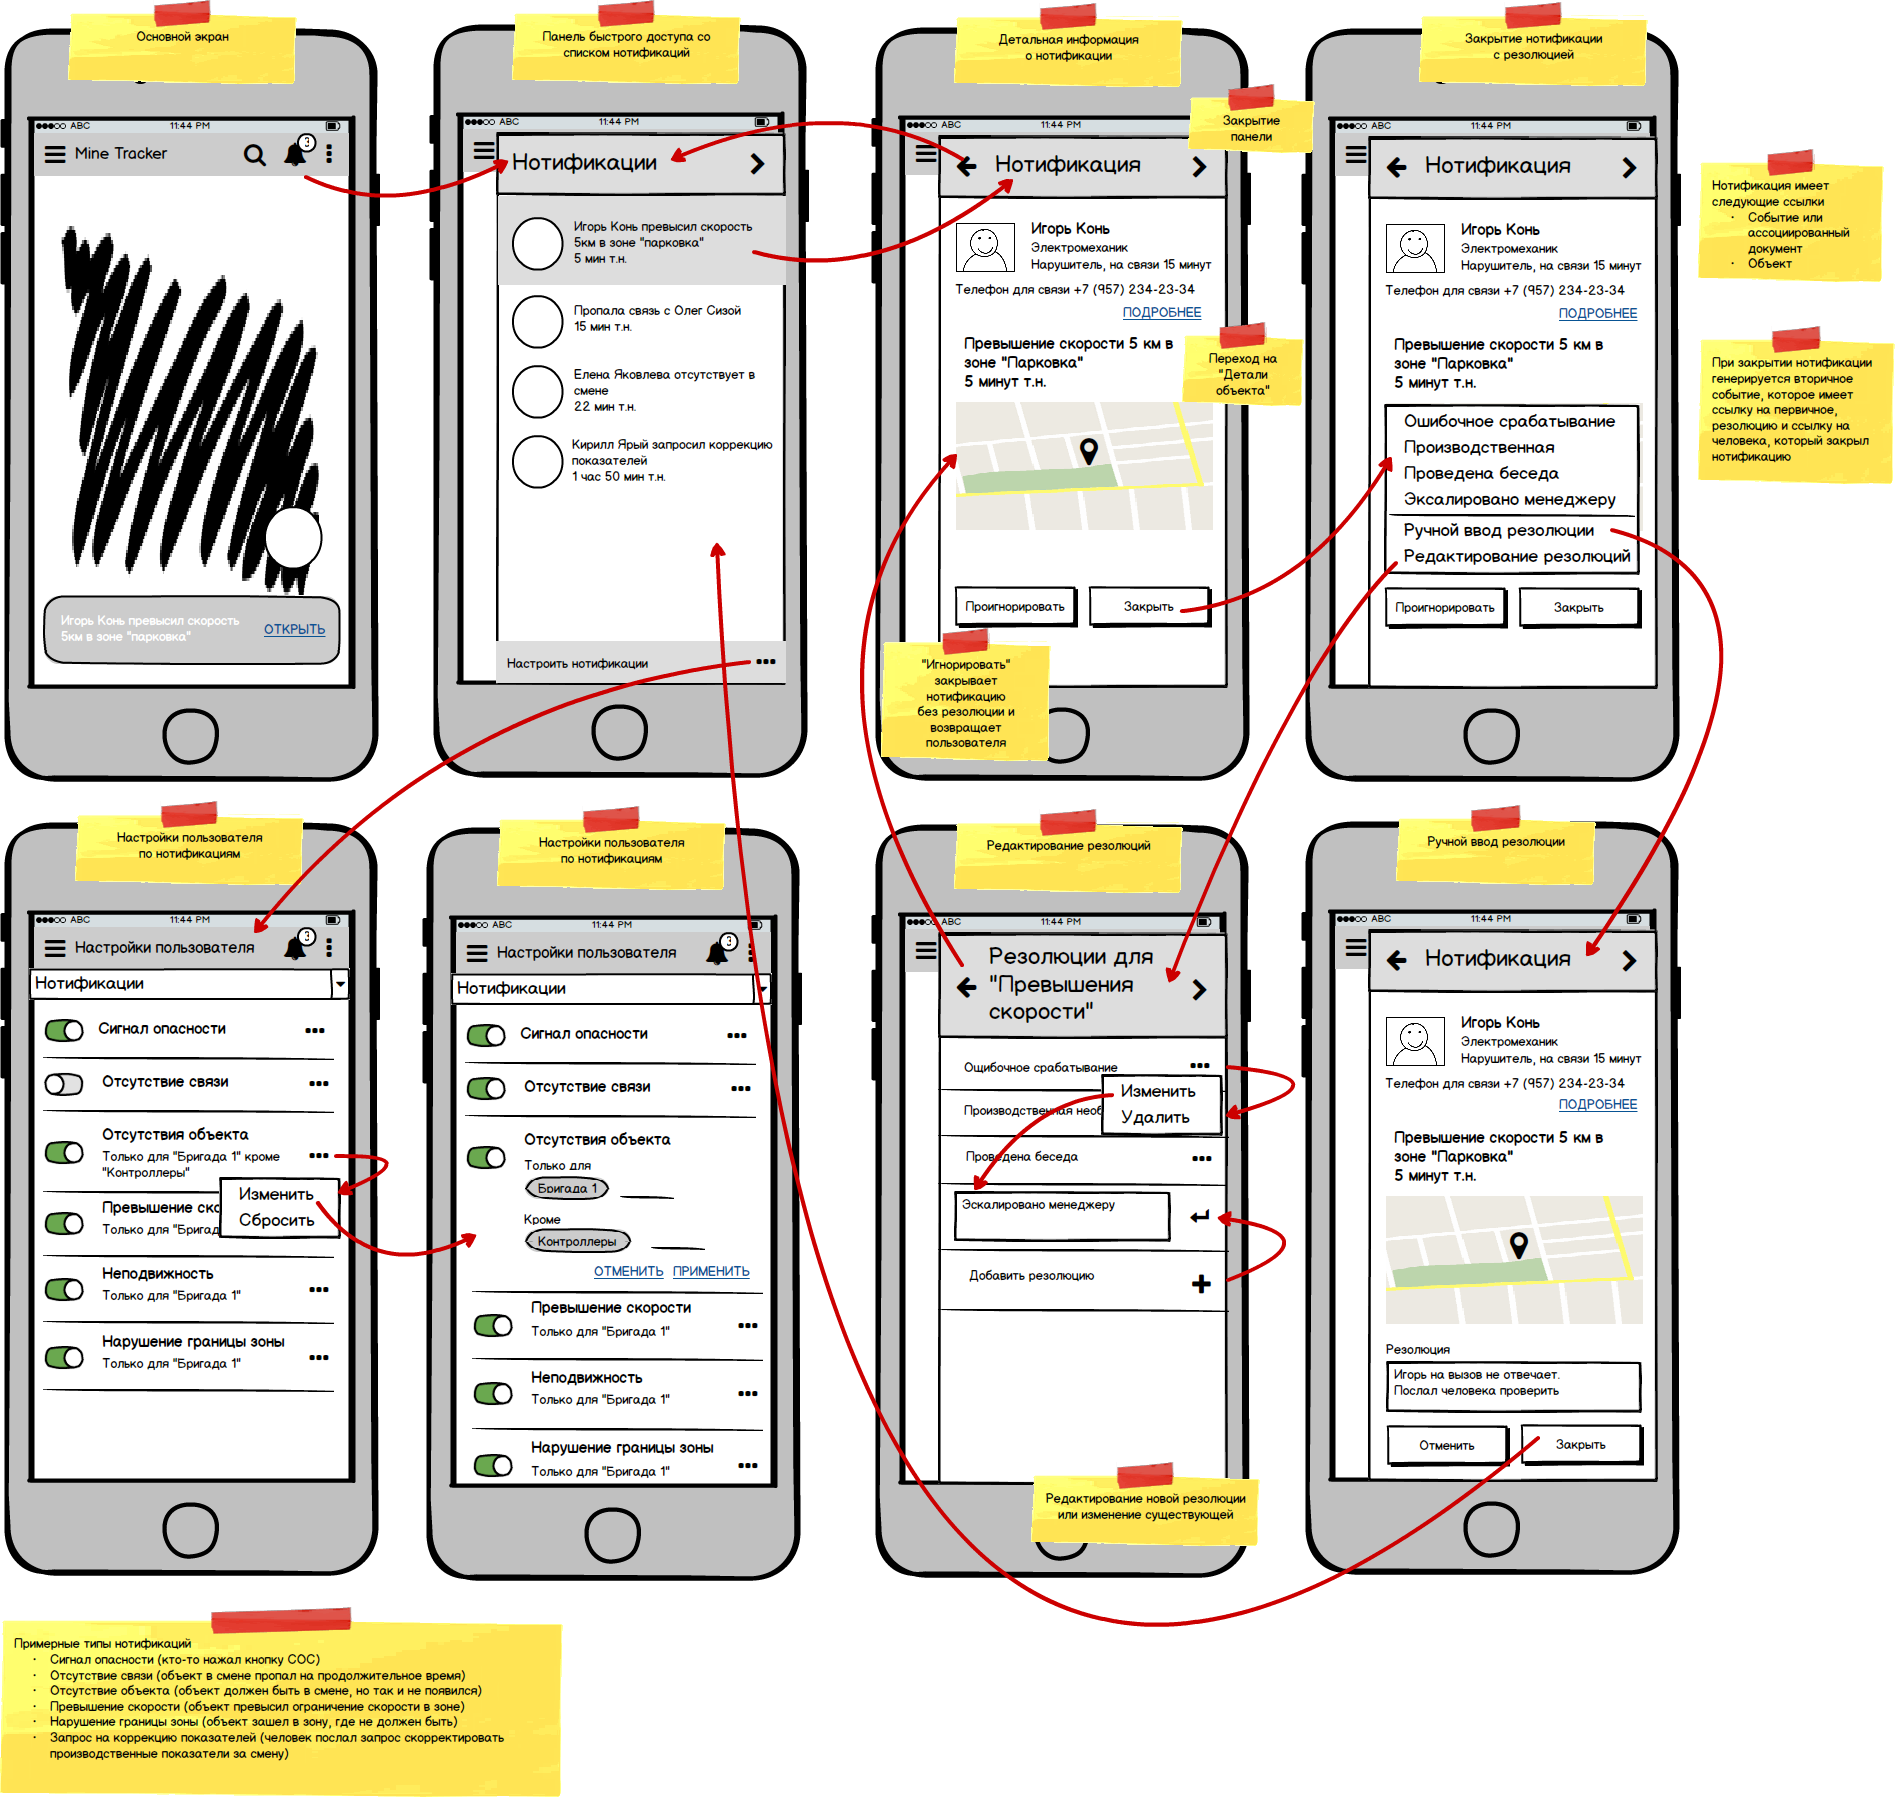 Основной экран
ABC
11:44 PM
Mine Tracker
3
Игорь Конь превысил скорость
5км в зоне "парковка"
ОТКРЫТЬ
Панель быстрого доступа со
списком нотификаций
ABC
11:44 PM
Нотификации
Игорь Конь превысил скорость
5км в зоне "парковка"
5 мин т.н.
Пропала связь с Олег Сизой
15 мин т.н.
Елена Яковлева отсутствует в
смене
22 мин т.н.
Кирилл Ярый запросил коррекцию
показателей
1 час 50 мин т.н.
Настроить нотификации
Детальная информация
о нотификации
Закрытие
панели
ABC
11:44 PM
Нотификация
Игорь Конь
Электромеханик
Нарушитель, на связи 15 минут
Телефон для связи +7 (957) 234-23-34
ПОДРОБНЕЕ
Превышение скорости 5 км в
зоне "Парковка"
5 минут т.н.
Переход на
"Детали
объекта"
Проигнорировать
Закрыть
"Игнорировать"
закрывает
нотификацию
без резолюции и
возвращает
пользователя
Закрытие нотификации
с резолюцией
ABC
11:44 PM
Нотификация
Игорь Конь
Электромеханик
Нарушитель, на связи 15 минут
Телефон для связи +7 (957) 234-23-34
ПОДРОБНЕЕ
Превышение скорости 5 км в
зоне "Парковка"
5 минут т.н.
Ошибочное срабатывание
Производственная
Проведена беседа
Эксалировано менеджеру
Ручной ввод резолюции
Редактирование резолюций
Проигнорировать
Закрыть
Нотификация имеет
следующие ссылки
· Событие или
ассоциированный
документ
· Объект
При закрытии нотификации
генерируется вторичное
событие, которое имеет
ссылку на первичное,
резолюцию и ссылку на
человека, который закрыл
нотификацию
Настройки пользователя
по нотификациям
ABC
11:44 PM
Настройки пользователя
3
Нотификации
Сигнал опасности
Отсутствие связи
Отсутствия объекта
Только для "Бригада 1" кроме
"Контроллеры"
Изменить
Сбросить
Превышение ско
Только для "Бригад
Неподвижность
Только для "Бригада 1"
Нарушение границы зоны
Только для "Бригада 1"
Настройки пользователя
по нотификациям
ABC
11:44 PM
Настройки пользователя
3
Нотификации
Сигнал опасности
Отсутствие связи
Отсутствия объекта
Только для
Бригада 1
Кроме
Контроллеры
ОТМЕНИТЬ ПРИМЕНИТЬ
Превышение скорости
Только для "Бригада 1"
Неподвижность
Только для "Бригада 1"
Нарушение границы зоны
Только для "Бригада 1"
Редактирование резолюций
ABC
11:44 PM
Резолюции для
"Превышения
скорости"
Ощибочное срабатывание
Изменить
Удалить
Производственная необ
Проведена беседа
Эскалировано менеджеру
Добавить резолюцию
Редактирование новой резолюции
или изменение существующей
Ручной ввод резолюции
ABC
11:44 PM
Нотификация
Игорь Конь
Электромеханик
Нарушитель, на связи 15 минут
Телефон для связи +7 (957) 234-23-34
ПОДРОБНЕЕ
Превышение скорости 5 км в
зоне "Парковка"
5 минут т.н.
Резолюция
Игорь на вызов не отвечает.
Послал человека проверить
Отменить
Закрыть
Примерные типы нотификаций
· Сигнал опасности (кто-то нажал кнопку СОС)
· Отсутствие связи (объект в смене пропал на продолжительное время)
· Отсутствие объекта (объект должен быть в смене, но так и не появился)
· Превышение скорости (объект превысил ограничение скорости в зоне)
· Нарушение границы зоны (объект зашел в зону, где не должен быть)
· Запрос на коррекцию показателей (человек послал запрос скорректировать
производственные показатели за смену)